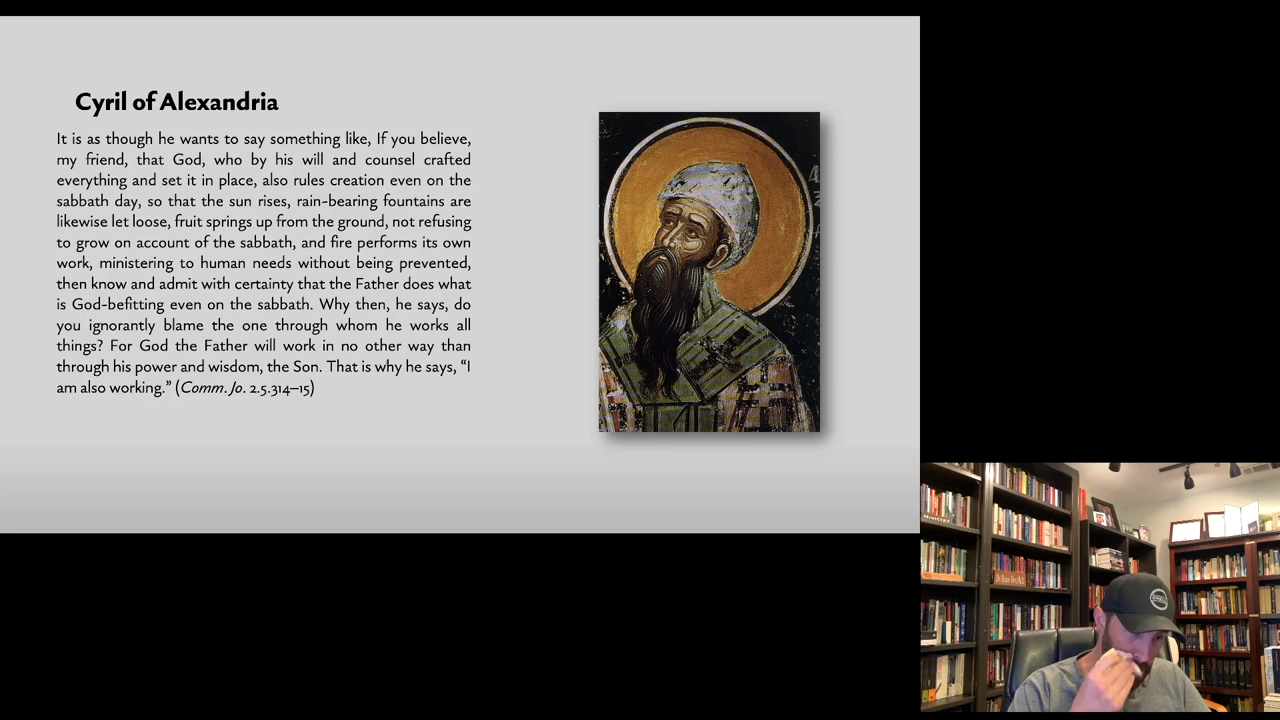 Cyril of Alexandria
It is as though he wants to say something like, If you believe,
my friend, that God, who by his will and counsel crafted
everything and set it in place, also rules creation even on the
sabbath day, so that the sun rises, rain-bearing fountains are
likewise let loose, fruit springs up from the ground, not refusing
to grow on account of the sabbath, and fire performs its own
work, ministering to human needs without being prevented,
then know and admit with certainty that the Father does what
is God-befitting even on the sabbath. Why then, he says, do
you ignorantly blame the one through whom he works all
things? For God the Father will work in no other way than
through his power and wisdom, the Son. That is why he says, “I
am also working.” (Comm. Jo. 2.5.314–15)
MINISTRY